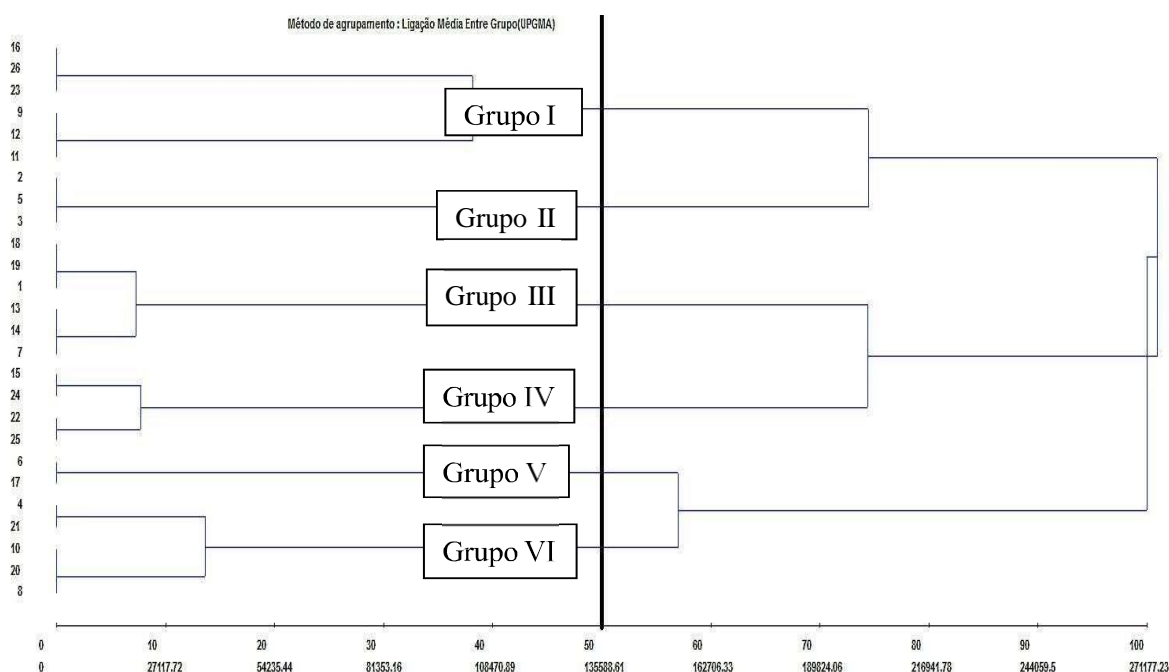 Método de agrupamento : Ligação Média Entre Grupo(UPGMA)
16
26
23
9
12
11
2
5
3
18
19
1
13
14
7
15
24
22
25
6
17
4
21
10
20
8
Grupo I
Grupo II
Grupo III
Grupo IV
Grupo V
Grupo VI
0 10 20 30 40 50 60 70 80 90 100
0 27117.72 54235.44 81353.16 108470.89 135588.61 162706.33 189824.06 216941.78 244059.5 271177.23